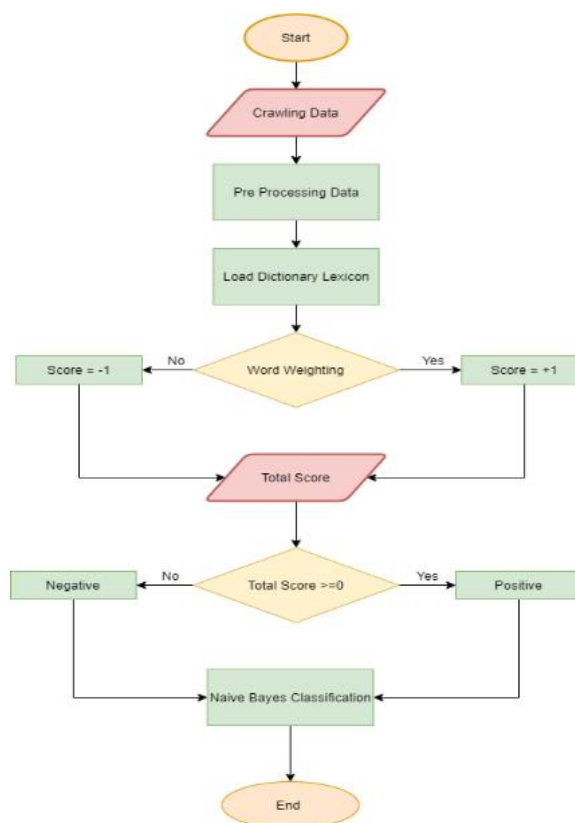 Start
Crawling Data
Pre Processing Data
Load Dictionary Lexicon
No
Yes
Score = -1
Word Weighting
Score = +1
Total Score
No
Yes
Negative
Total Score >=0
Positive
Naive Bayes Classification
End